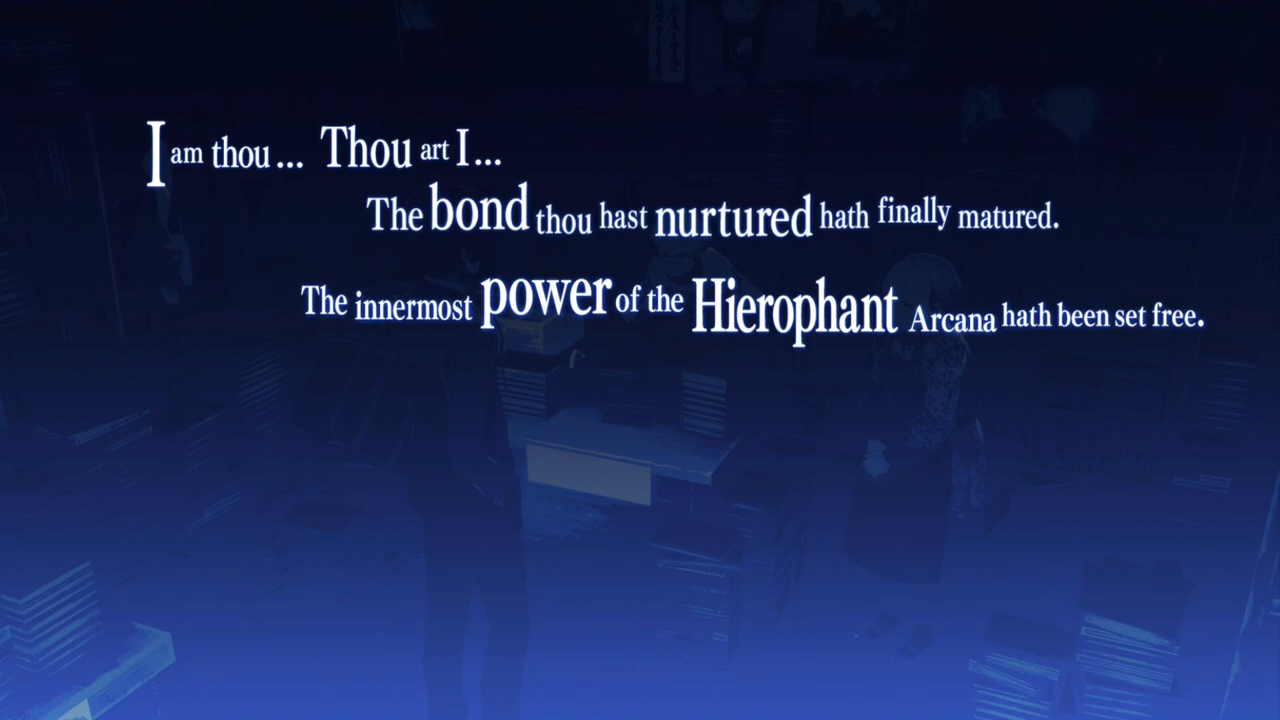 I am thou... Thou art I...
The bond thou hast nurtured hath finally matured.
The innermost power of the Hierophant Arcana hath been set free.